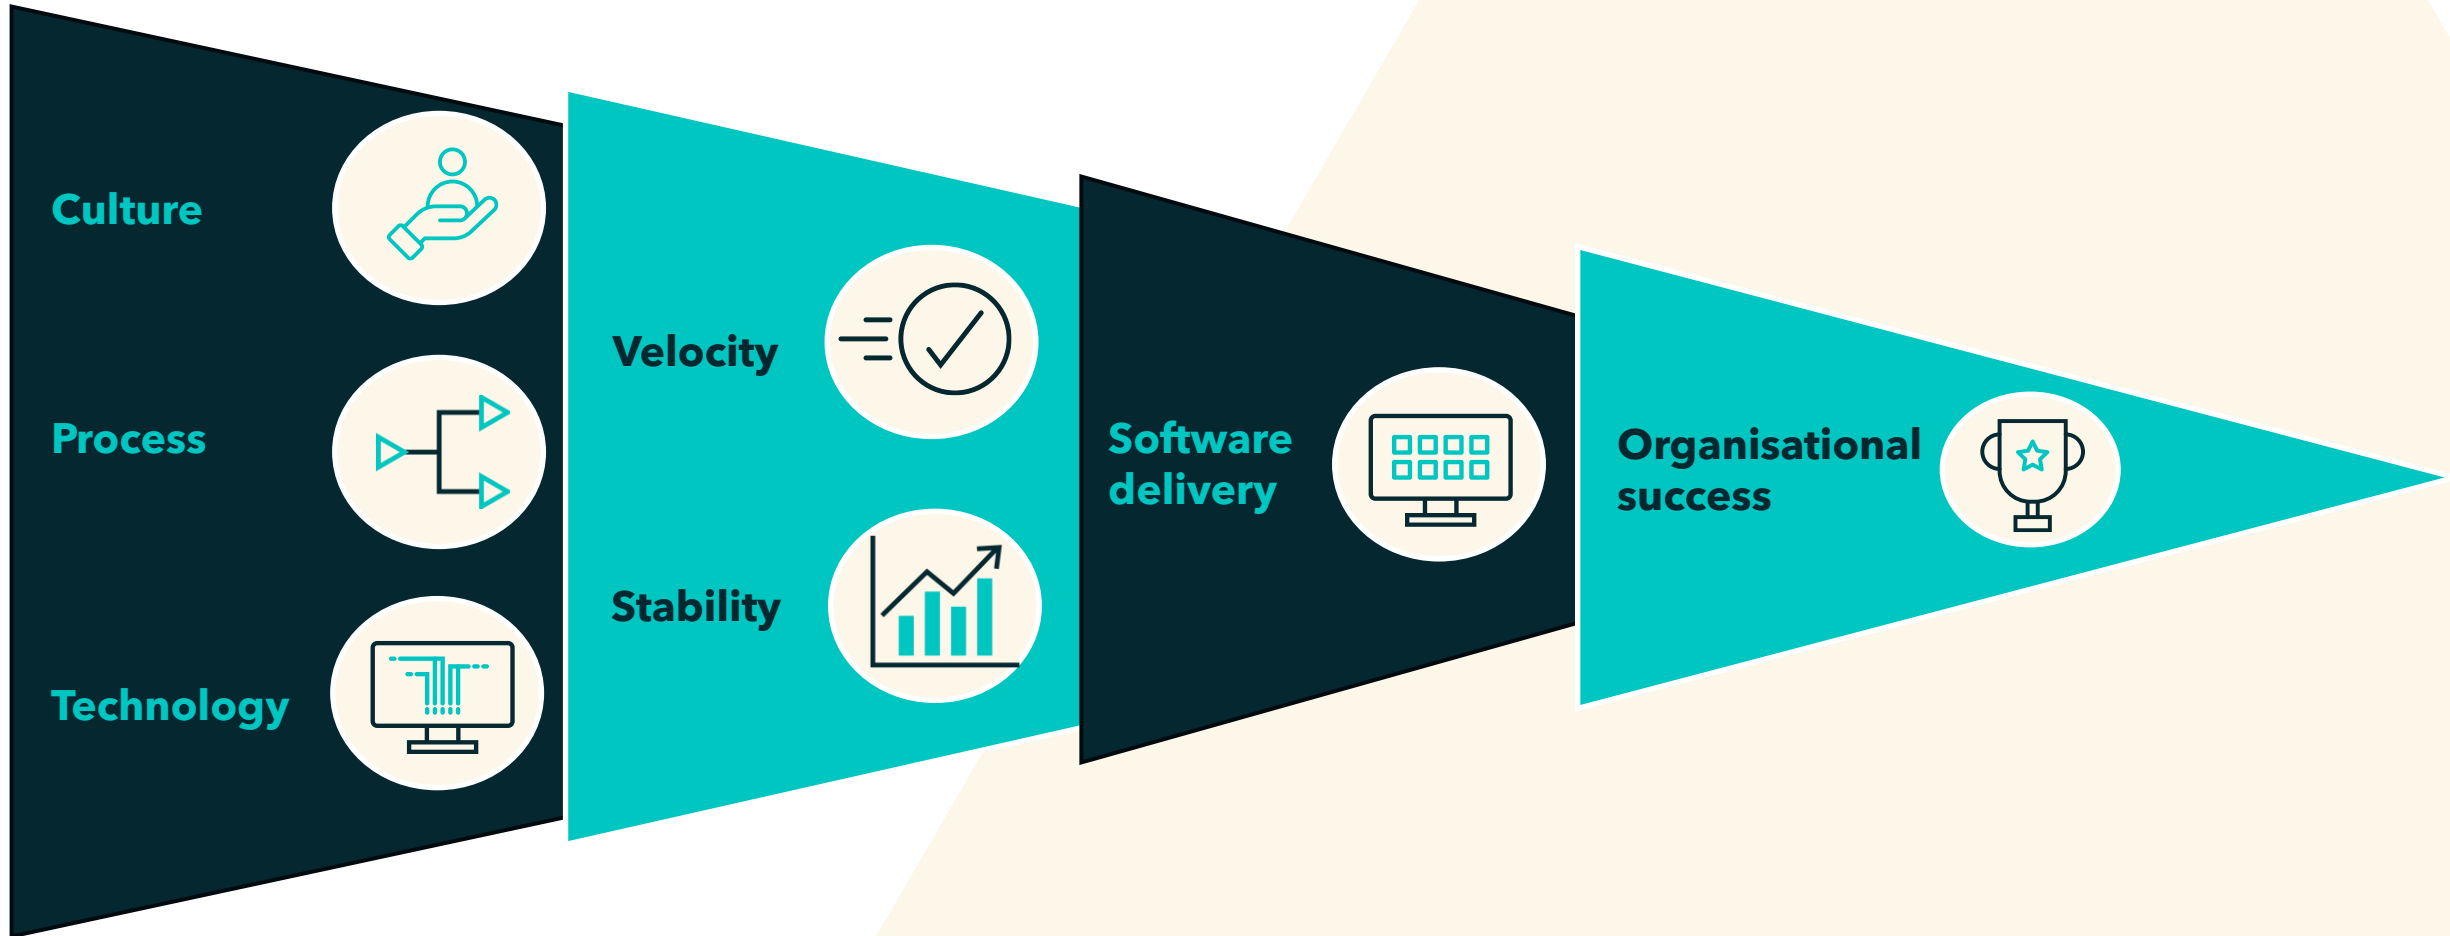 Culture
Process
Technology
Velocity
Stability
Software
delivery
Organisational
success